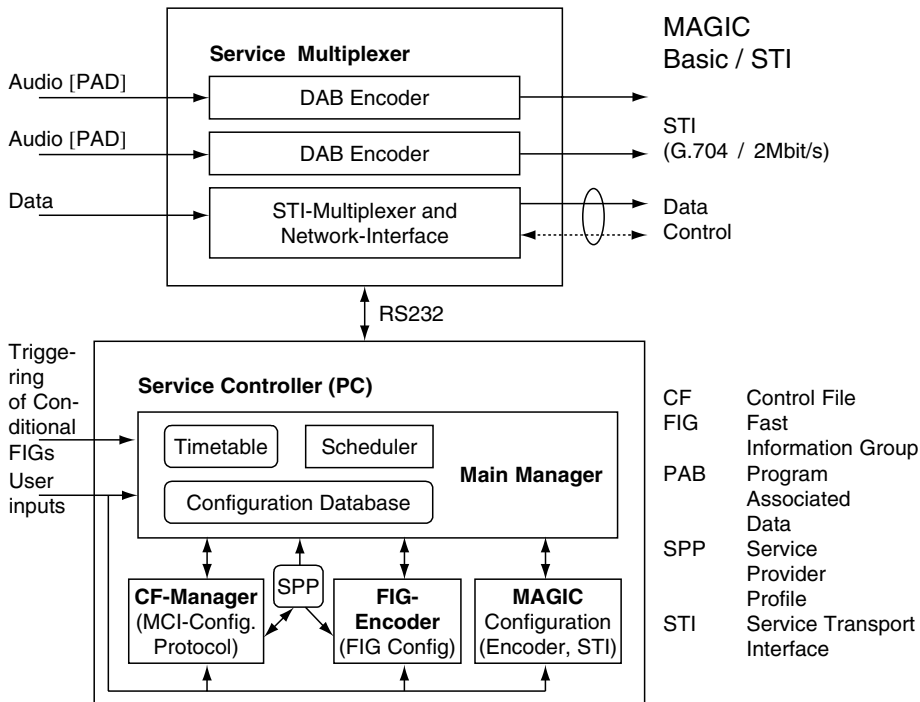 MAGIC
Basic / STI
Service Multiplexer
Audio [PAD]
DAB Encoder
Audio [PAD]
DAB Encoder
STI
(G.704 / 2Mbit/s)
Data
STI-Multiplexer and
Network-Interface
Data
Control
RS232
Trigge-
ring
of Con-
ditional
FIGs
User
inputs
Service Controller (PC)
Timetable
Scheduler
Main Manager
Configuration Database
SPP
CF-Manager
(MCI-Config.
Protocol)
FIG-
Encoder
(FIG Config)
MAGIC
Configuration
(Encoder, STI)
CF Control File
FIG Fast
Information Group
PAB Program
Associated
Data
SPP Service
Provider
Profile
STI Service Transport
Interface